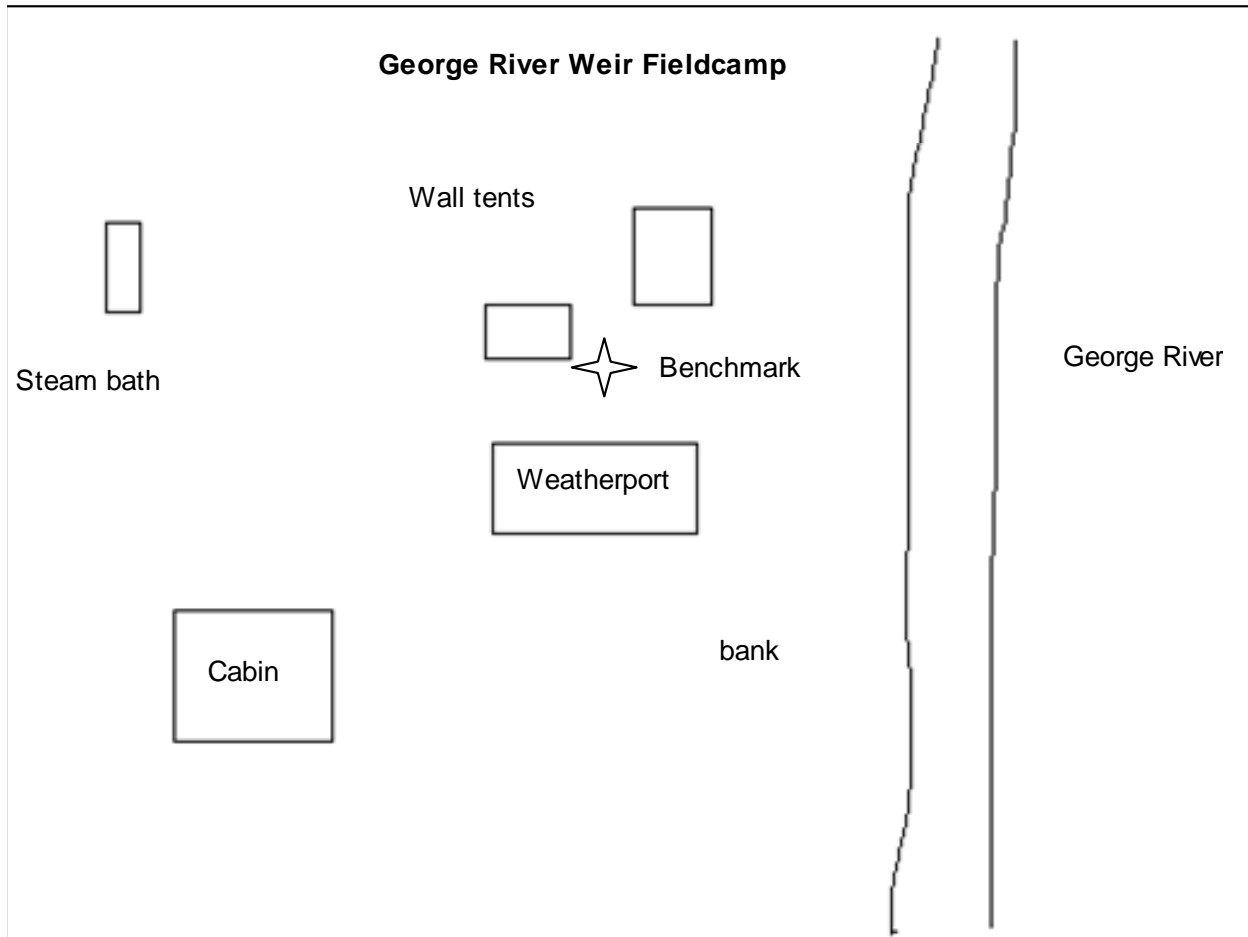 George River Weir Fieldcamp
Wall tents
Steam bath
Benchmark
George River
Weatherport
Cabin
bank